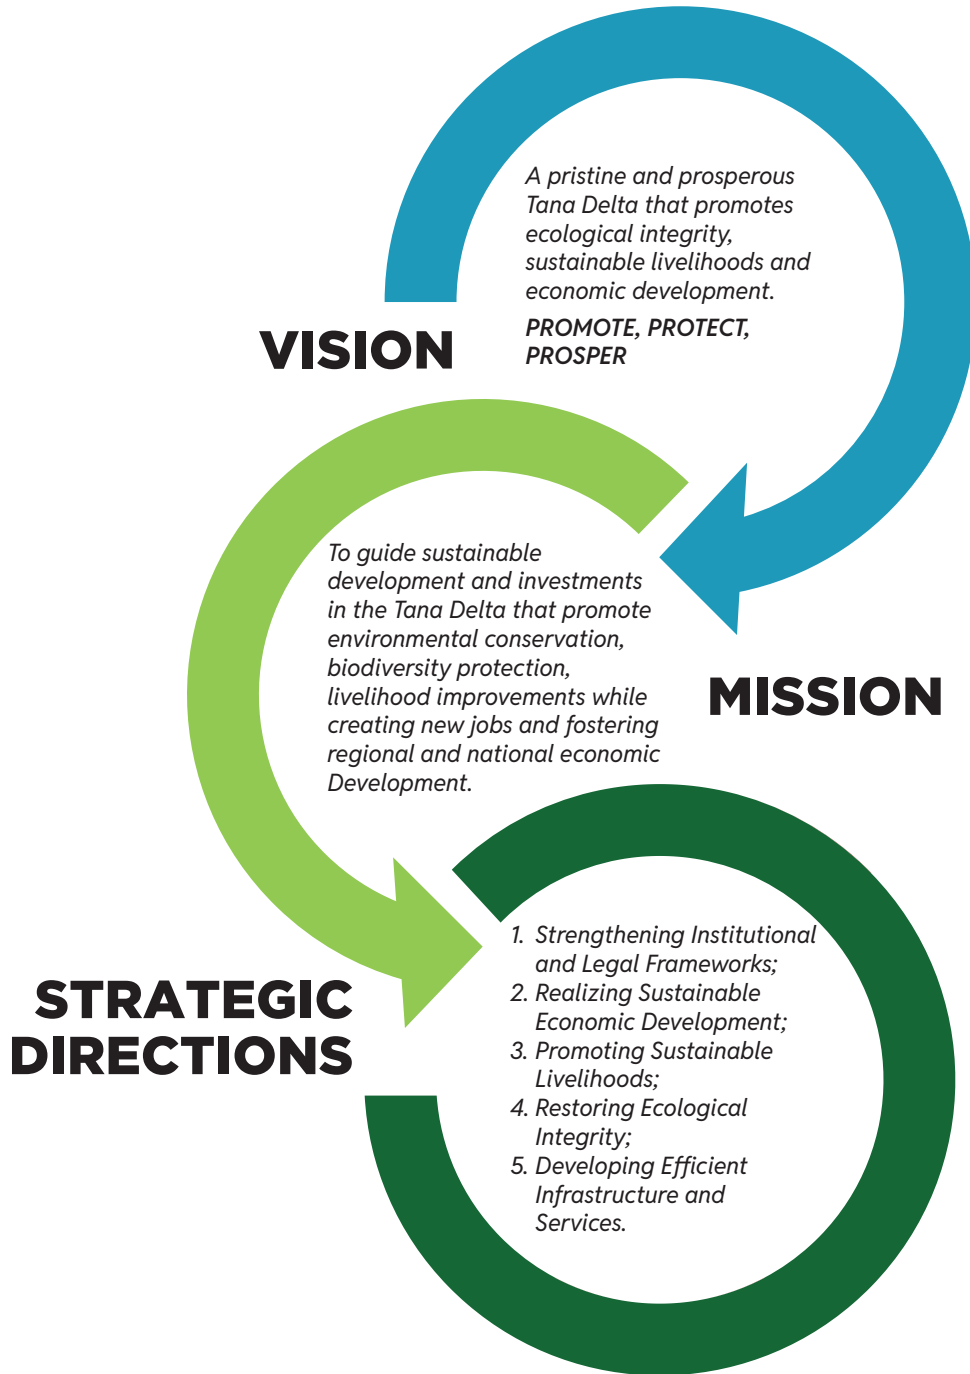 VISION
A pristine and prosperous
Tana Delta that promotes
ecological integrity,
sustainable livelihoods and
economic development.
PROMOTE, PROTECT,
PROSPER
MISSION
To guide sustainable
development and investments
in the Tana Delta that promote
environmental conservation,
biodiversity protection,
livelihood improvements while
creating new jobs and fostering
regional and national economic
Development.
STRATEGIC
DIRECTIONS
1. Strengthening Institutional
and Legal Frameworks;
2. Realizing Sustainable
Economic Development;
3. Promoting Sustainable
Livelihoods;
4. Restoring Ecological
Integrity;
5. Developing Efficient
Infrastructure and
Services.